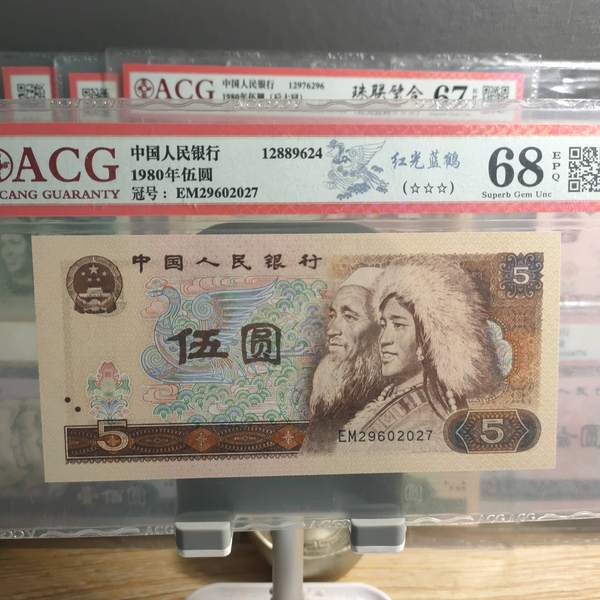 ACG 中国人民银行 12976296 珠联璧合 67
1980年伍圆
ACG 中国人民银行 12889624 红光蓝鹤 68 EPQ
CANG GUARANTY 1980年伍圆 (☆☆☆) Superb Gem Unc
冠号: EM29602027
中国人民银行 5
伍圆
EM29602027
5 5